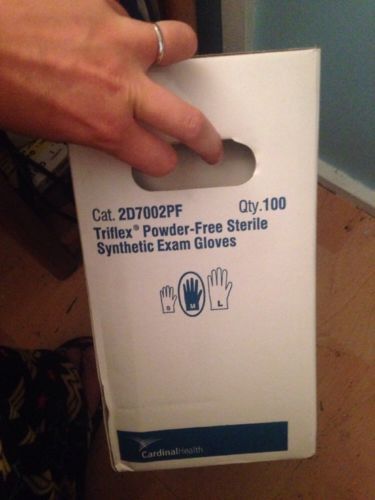 Cat. 2D7002PF Qty.100
Triflex® Powder-Free Sterile
Synthetic Exam Gloves
S M L
CardinalHealth